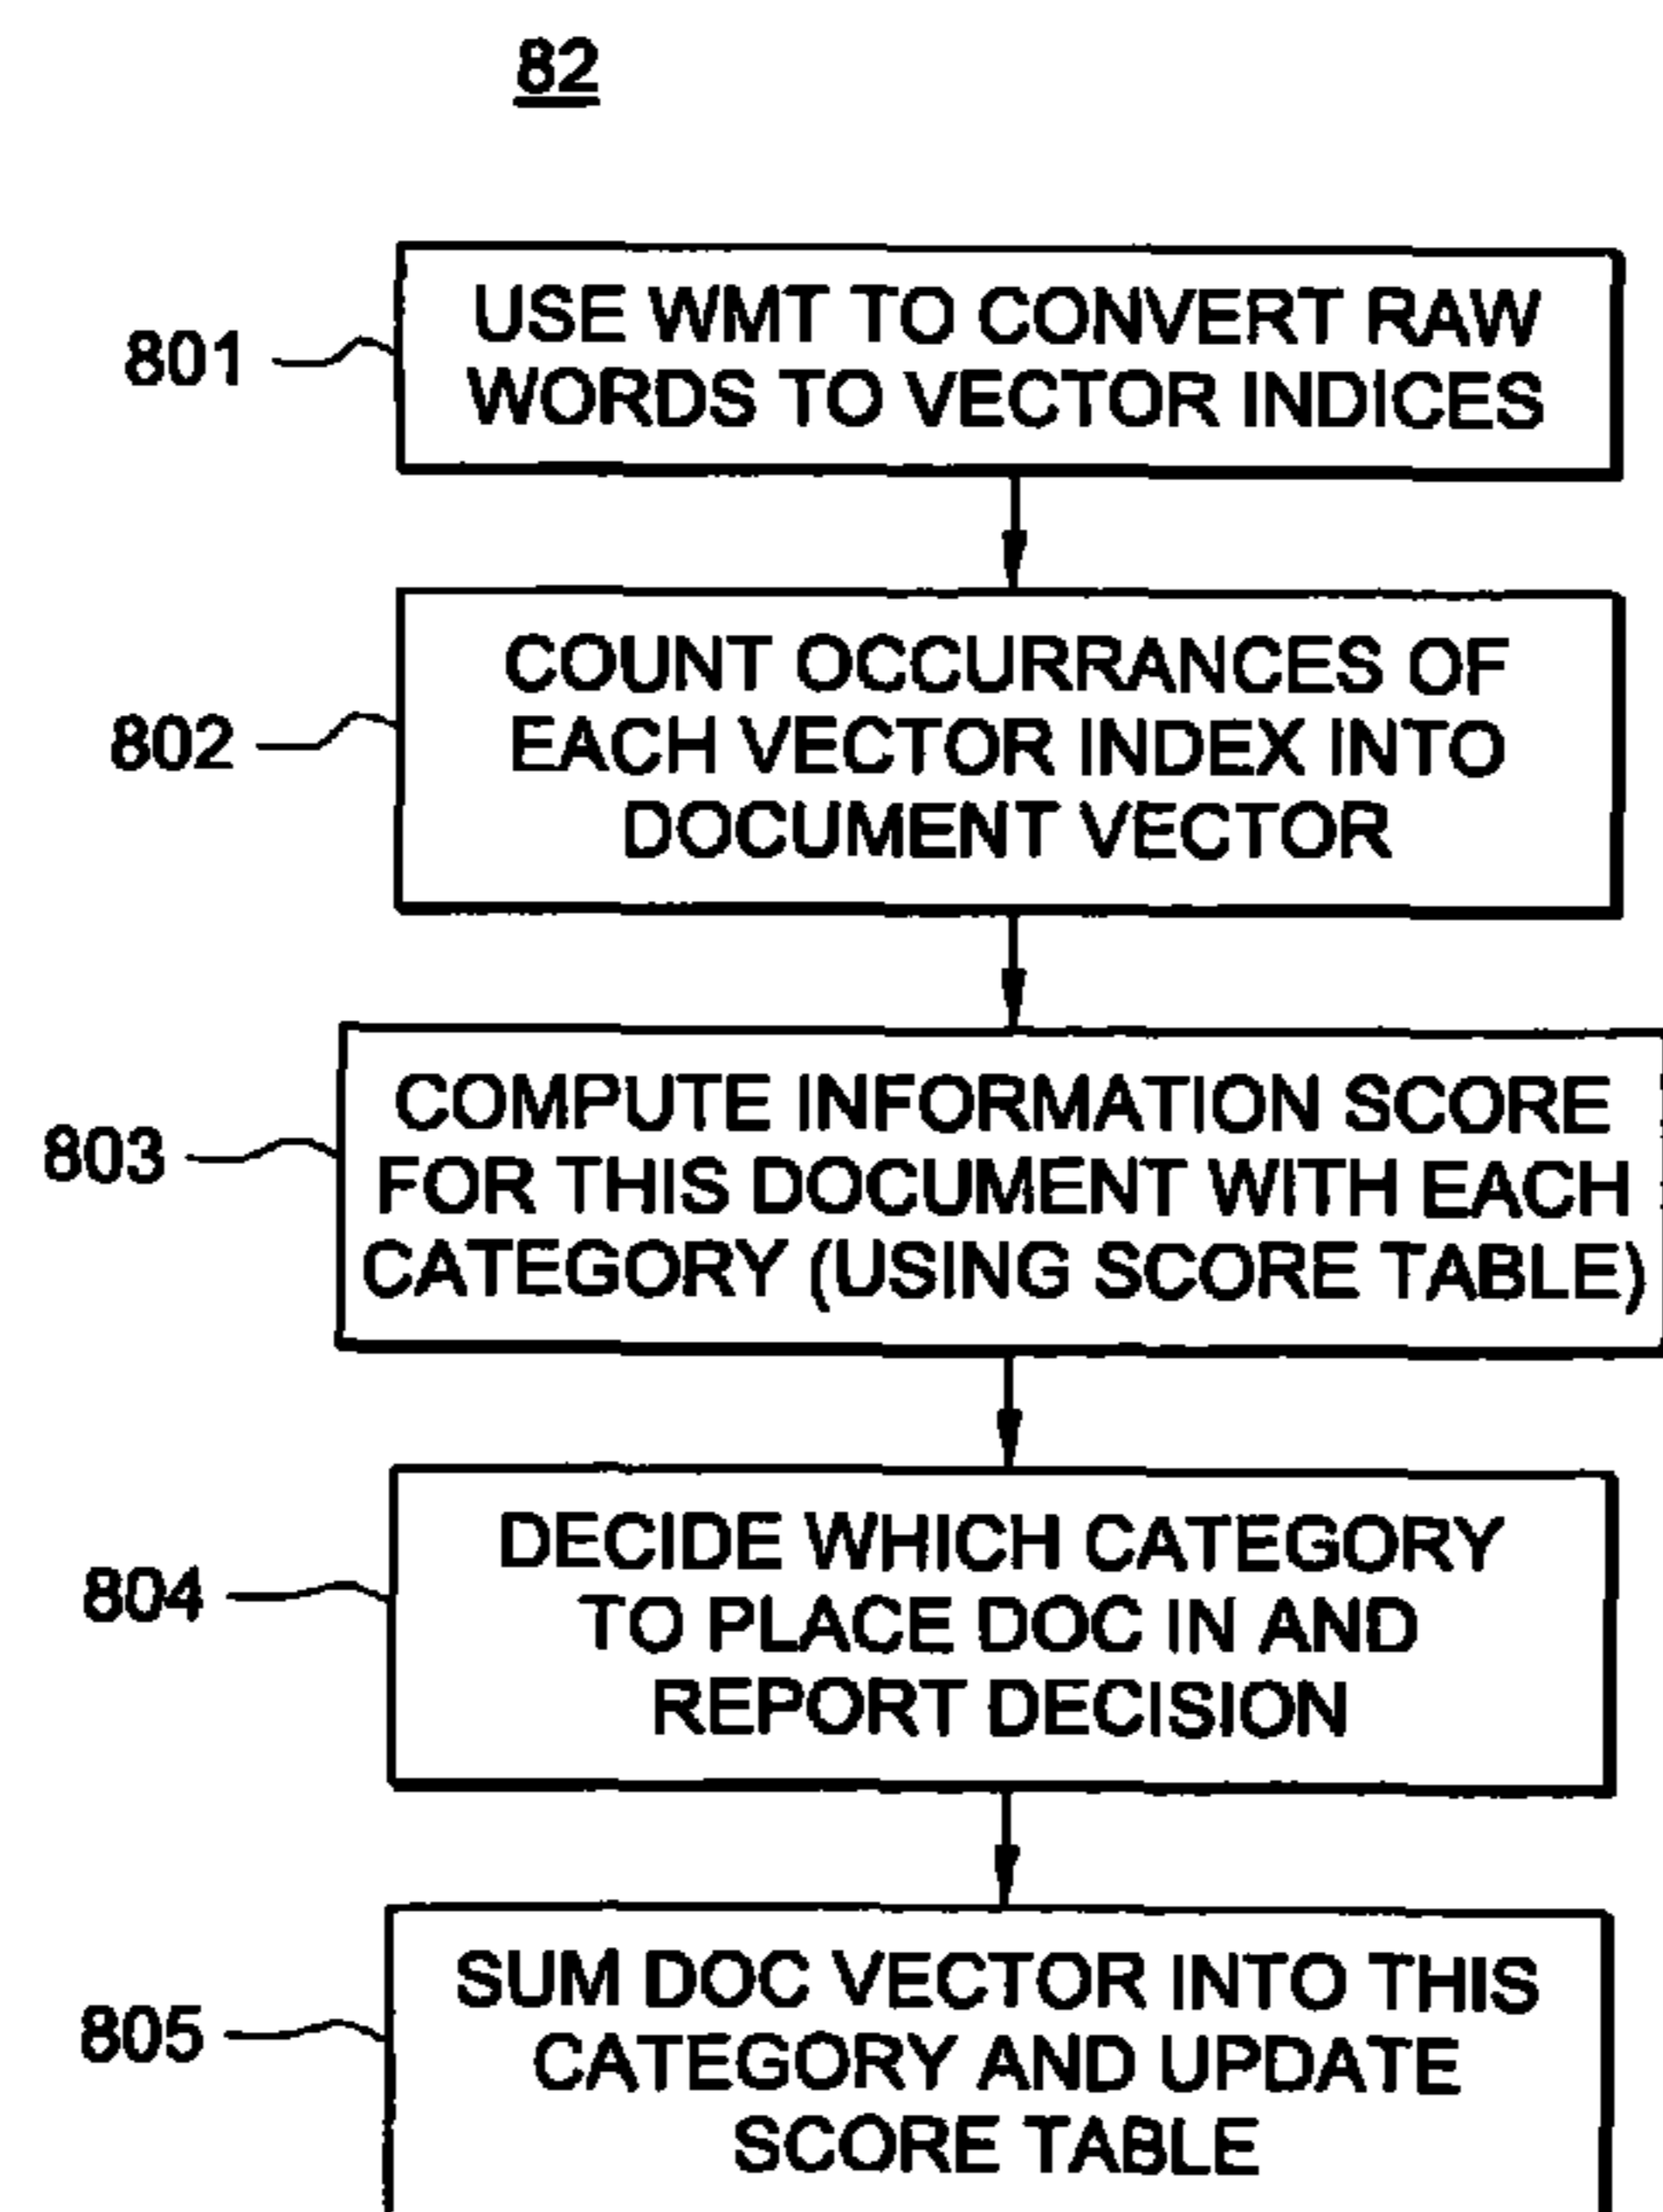 82
801
USE WMT TO CONVERT RAW
WORDS TO VECTOR INDICES
802
COUNT OCCURRANCES OF
EACH VECTOR INDEX INTO
DOCUMENT VECTOR
803
COMPUTE INFORMATION SCORE
FOR THIS DOCUMENT WITH EACH
CATEGORY (USING SCORE TABLE)
804
DECIDE WHICH CATEGORY
TO PLACE DOC IN AND
REPORT DECISION
805
SUM DOC VECTOR INTO THIS
CATEGORY AND UPDATE
SCORE TABLE